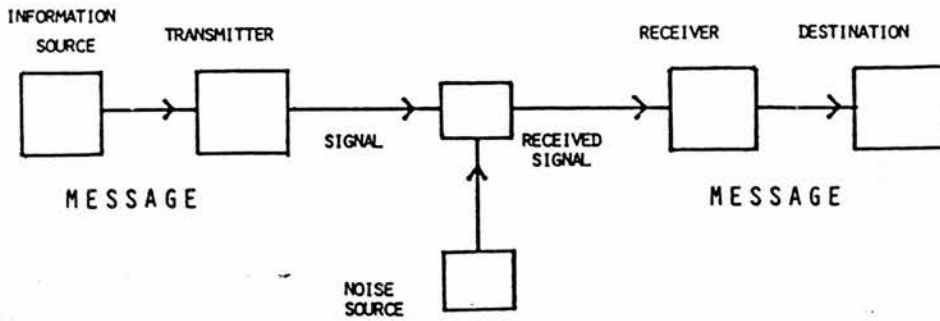 INFORMATION
SOURCE
TRANSMITTER
RECEIVER
DESTINATION
SIGNAL
RECEIVED
SIGNAL
MESSAGE
MESSAGE
NOISE
SOURCE